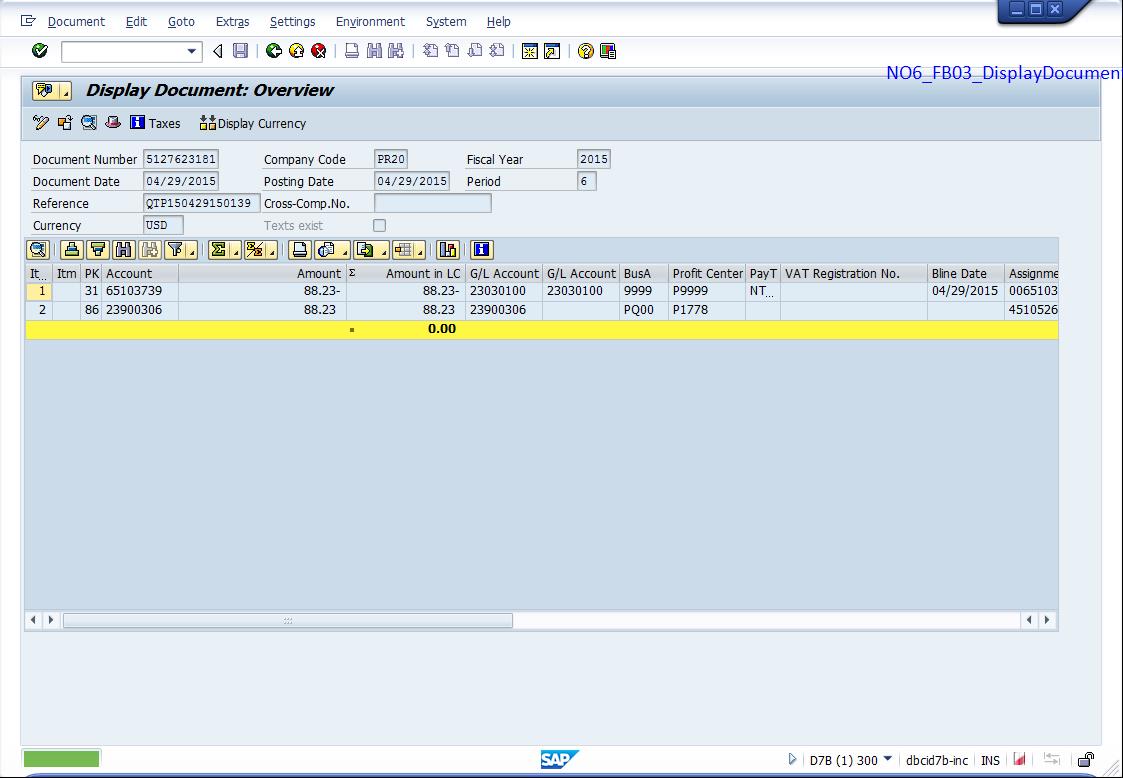 Document Edit Goto Extras Settings Environment System Help
NO6_FB03_DisplayDocumen
Display Document: Overview
Taxes Display Currency
Document Number 5127623181 Company Code PR20 Fiscal Year 2015
Document Date 04/29/2015 Posting Date 04/29/2015 Period 6
Reference QTP150429150139 Cross-Comp.No.
Currency USD Texts exist
It.. Itm PK Account Amount Σ Amount in LC G/L Account G/L Account BusA Profit Center PayT VAT Registration No. Bline Date Assignme
1 31 65103739 88.23- 88.23- 23030100 23030100 9999 P9999 NT... 04/29/2015 0065103
2 86 23900306 88.23 88.23 23900306 PQ00 P1778 4510526
0.00
SAP D7B (1) 300 dbcid7b-inc INS